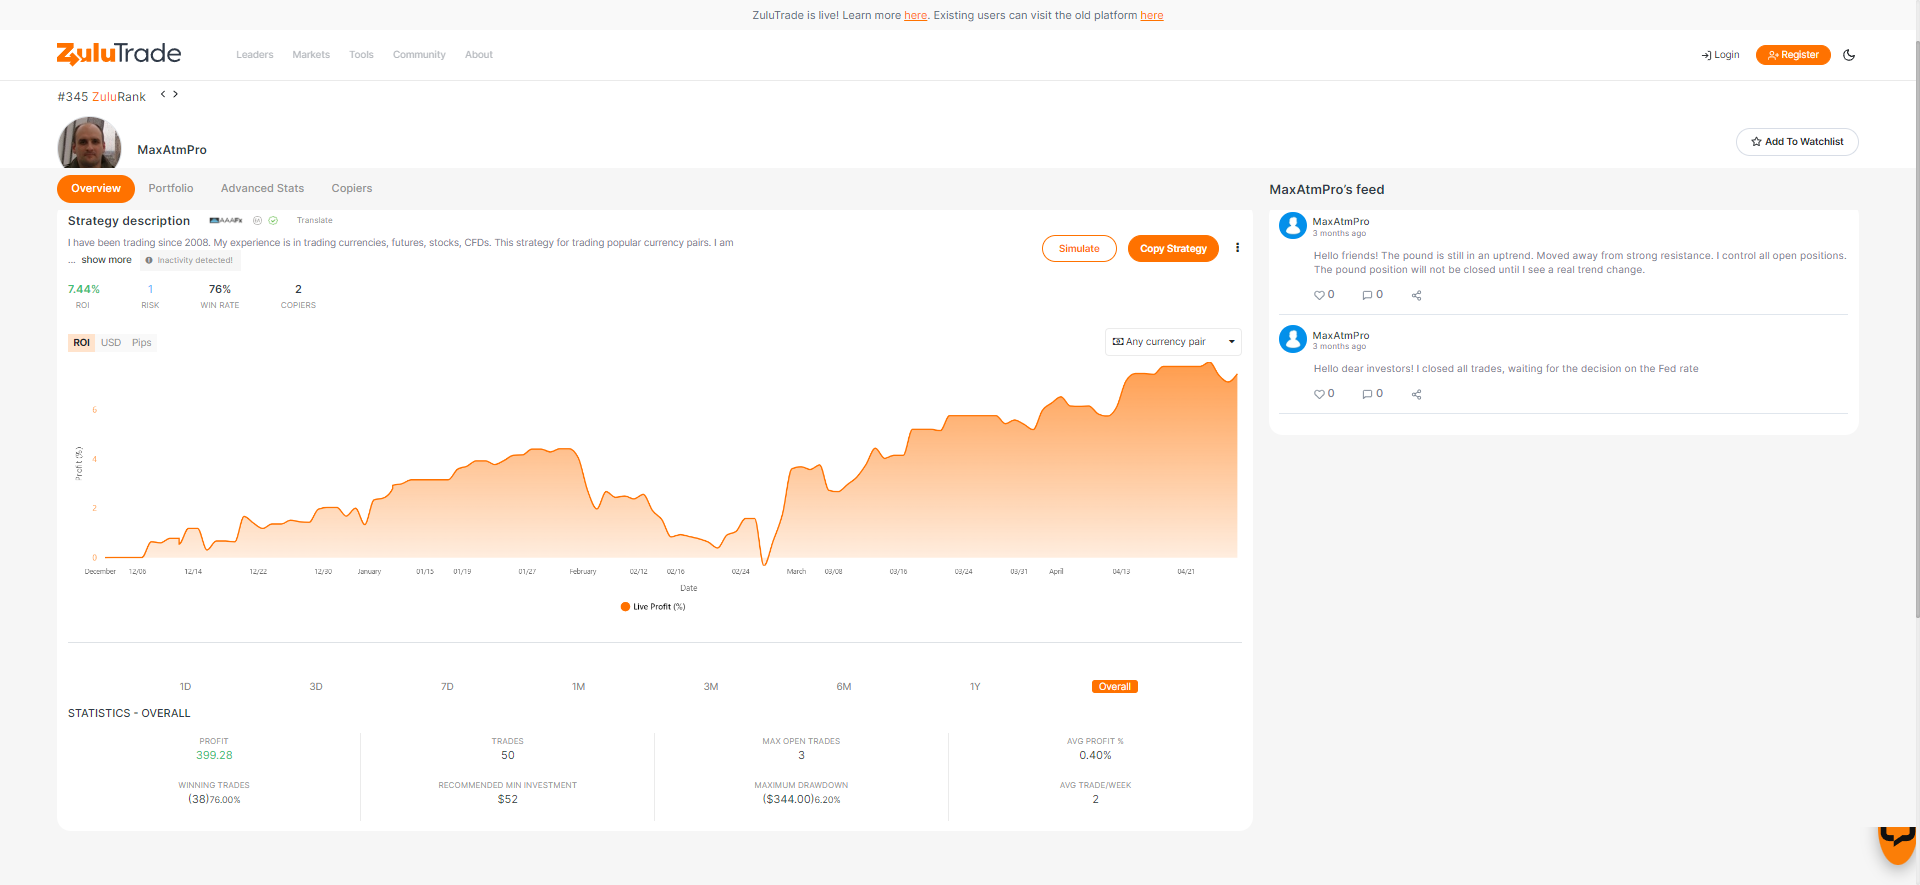 ZuluTrade is live! Learn more here. Existing users can visit the old platform here
ZuluTrade
Leaders Markets Tools Community About
Login Register
#345 ZuluRank
MaxAtmPro
Add To Watchlist
Overview Portfolio Advanced Stats Copiers
Strategy description AAAFx Translate
I have been trading since 2008. My experience is in trading currencies, futures, stocks, CFDs. This strategy for trading popular currency pairs. I am
... show more Inactivity detected!
Simulate Copy Strategy
7.44% 1 76% 2
ROI RISK WIN RATE COPIERS
ROI USD Pips
Any currency pair
6
4
2
0
Profit (%)
December 12/06 12/14 12/22 12/30 January 01/15 01/19 01/27 February 02/12 02/16 02/24 March 03/08 03/16 03/24 03/31 April 04/13 04/21
Date
Live Profit (%)
1D 3D 7D 1M 3M 6M 1Y Overall
STATISTICS - OVERALL
PROFIT TRADES MAX OPEN TRADES AVG PROFIT %
399.28 50 3 0.40%
WINNING TRADES RECOMMENDED MIN INVESTMENT MAXIMUM DRAWDOWN AVG TRADE/WEEK
(38)76.00% $52 ($344.00)6.20% 2
MaxAtmPro's feed
MaxAtmPro
3 months ago
Hello friends! The pound is still in an uptrend. Moved away from strong resistance. I control all open positions.
The pound position will not be closed until I see a real trend change.
0 0
MaxAtmPro
3 months ago
Hello dear investors! I closed all trades, waiting for the decision on the Fed rate
0 0